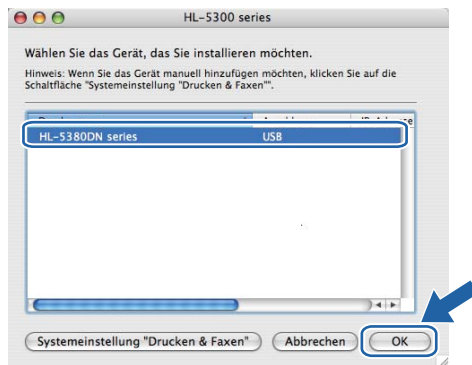 HL-5300 series
Wählen Sie das Gerät, das Sie installieren möchten.
Hinweis: Wenn Sie das Gerät manuell hinzufügen möchten, klicken Sie auf die
Schaltfläche "Systemeinstellung "Drucken & Faxen"".
HL-5380DN series USB
Systemeinstellung "Drucken & Faxen" Abbrechen OK